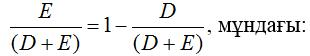 E/(D + E) = 1 − D/(D + E), мұндағы: